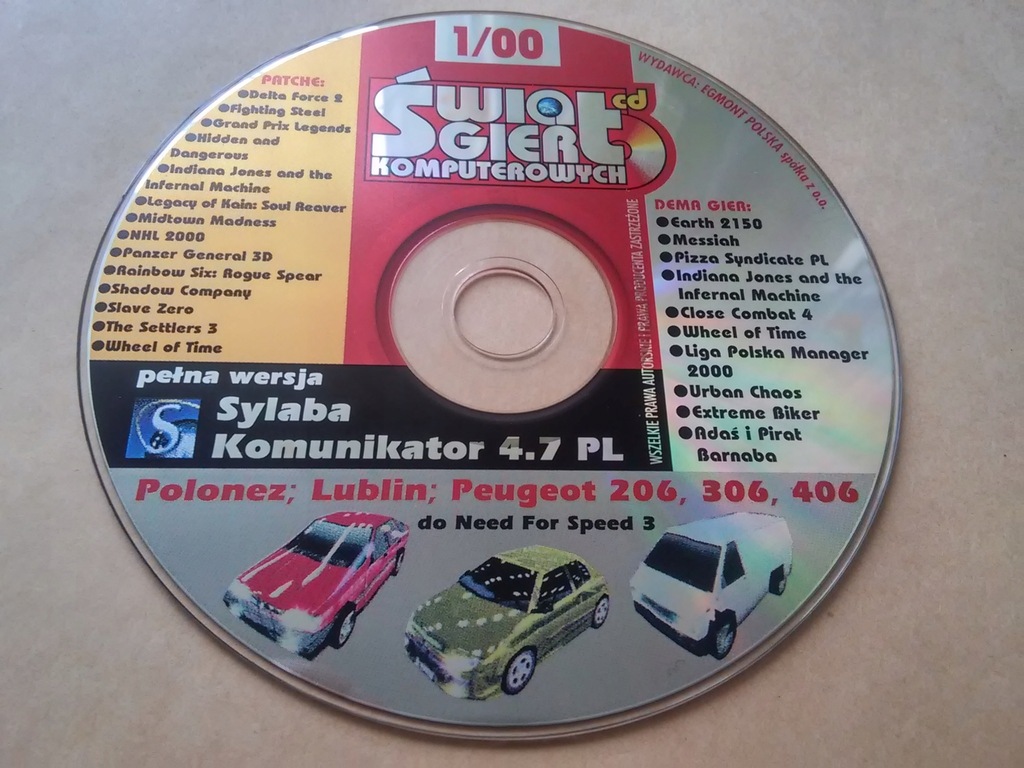 1/00
Świat
Gier
Komputerowych
cd
WYDAWCA: EGMONT POLSKA spółka z o.o.
PATCHE:
●Delta Force 2
●Fighting Steel
●Grand Prix Legends
●Hidden and
Dangerous
●Indiana Jones and the
Infernal Machine
●Legacy of Kain: Soul Reaver
●Midtown Madness
●NHL 2000
●Panzer General 3D
●Rainbow Six: Rogue Spear
●Shadow Company
●Slave Zero
●The Settlers 3
●Wheel of Time
WSZELKIE PRAWA AUTORSKIE I PRAWA PRODUCENTA ZASTRZEŻONE
DEMA GIER:
●Earth 2150
●Messiah
●Pizza Syndicate PL
●Indiana Jones and the
Infernal Machine
●Close Combat 4
●Wheel of Time
●Liga Polska Manager
2000
●Urban Chaos
●Extreme Biker
●Adaś i Pirat
Barnaba
pełna wersja
S Sylaba
Komunikator 4.7 PL
Polonez; Lublin; Peugeot 206, 306, 406
do Need For Speed 3